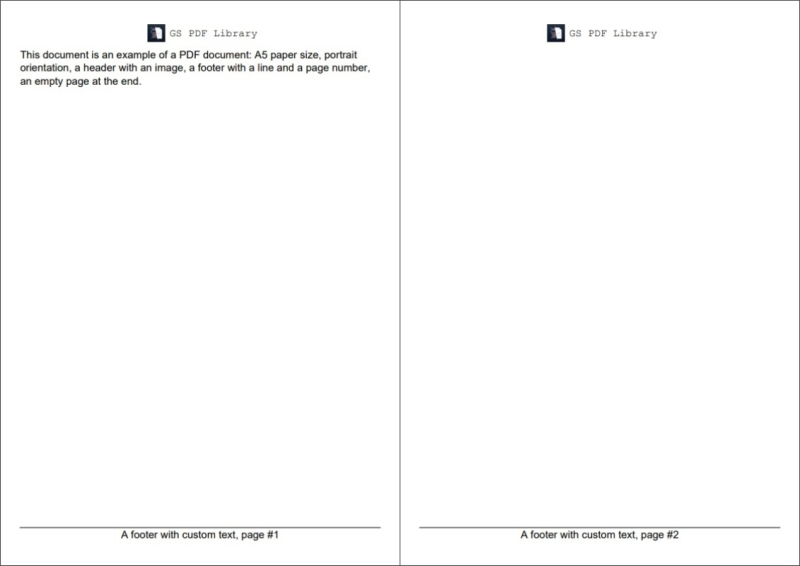 GS PDF Library
This document is an example of a PDF document: A5 paper size, portrait
orientation, a header with an image, a footer with a line and a page number,
an empty page at the end.
A footer with custom text, page #1
GS PDF Library
A footer with custom text, page #2